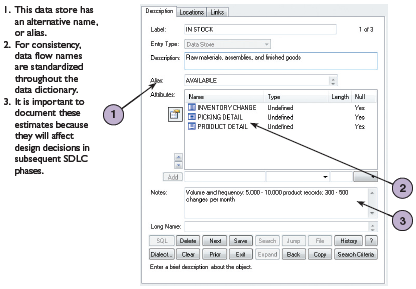 1. This data store has
an alternative name,
or alias.
2. For consistency,
data flow names
are standardized
throughout the
data dictionary.
3. It is important to
document these
estimates because
they will affect
design decisions in
subsequent SDLC
phases.
Description Locations Links
Label: IN STOCK 1 of 3
Entry Type: Data Store
Description: Raw materials, assemblies, and finished goods
Alias: AVAILABLE
Attributes: Name Type Length Null
INVENTORY CHANGE Undefined Yes
PICKING DETAIL Undefined Yes
PRODUCT DETAIL Undefined Yes
1
2
3
Add
Notes: Volume and frequency: 5,000 - 10,000 product records; 300 - 500
changes per month
Long Name:
SQL Delete Next Save Search Jump File History ?
Dialect... Clear Prior Exit Expand Back Copy Search Criteria
Enter a brief description about the object.